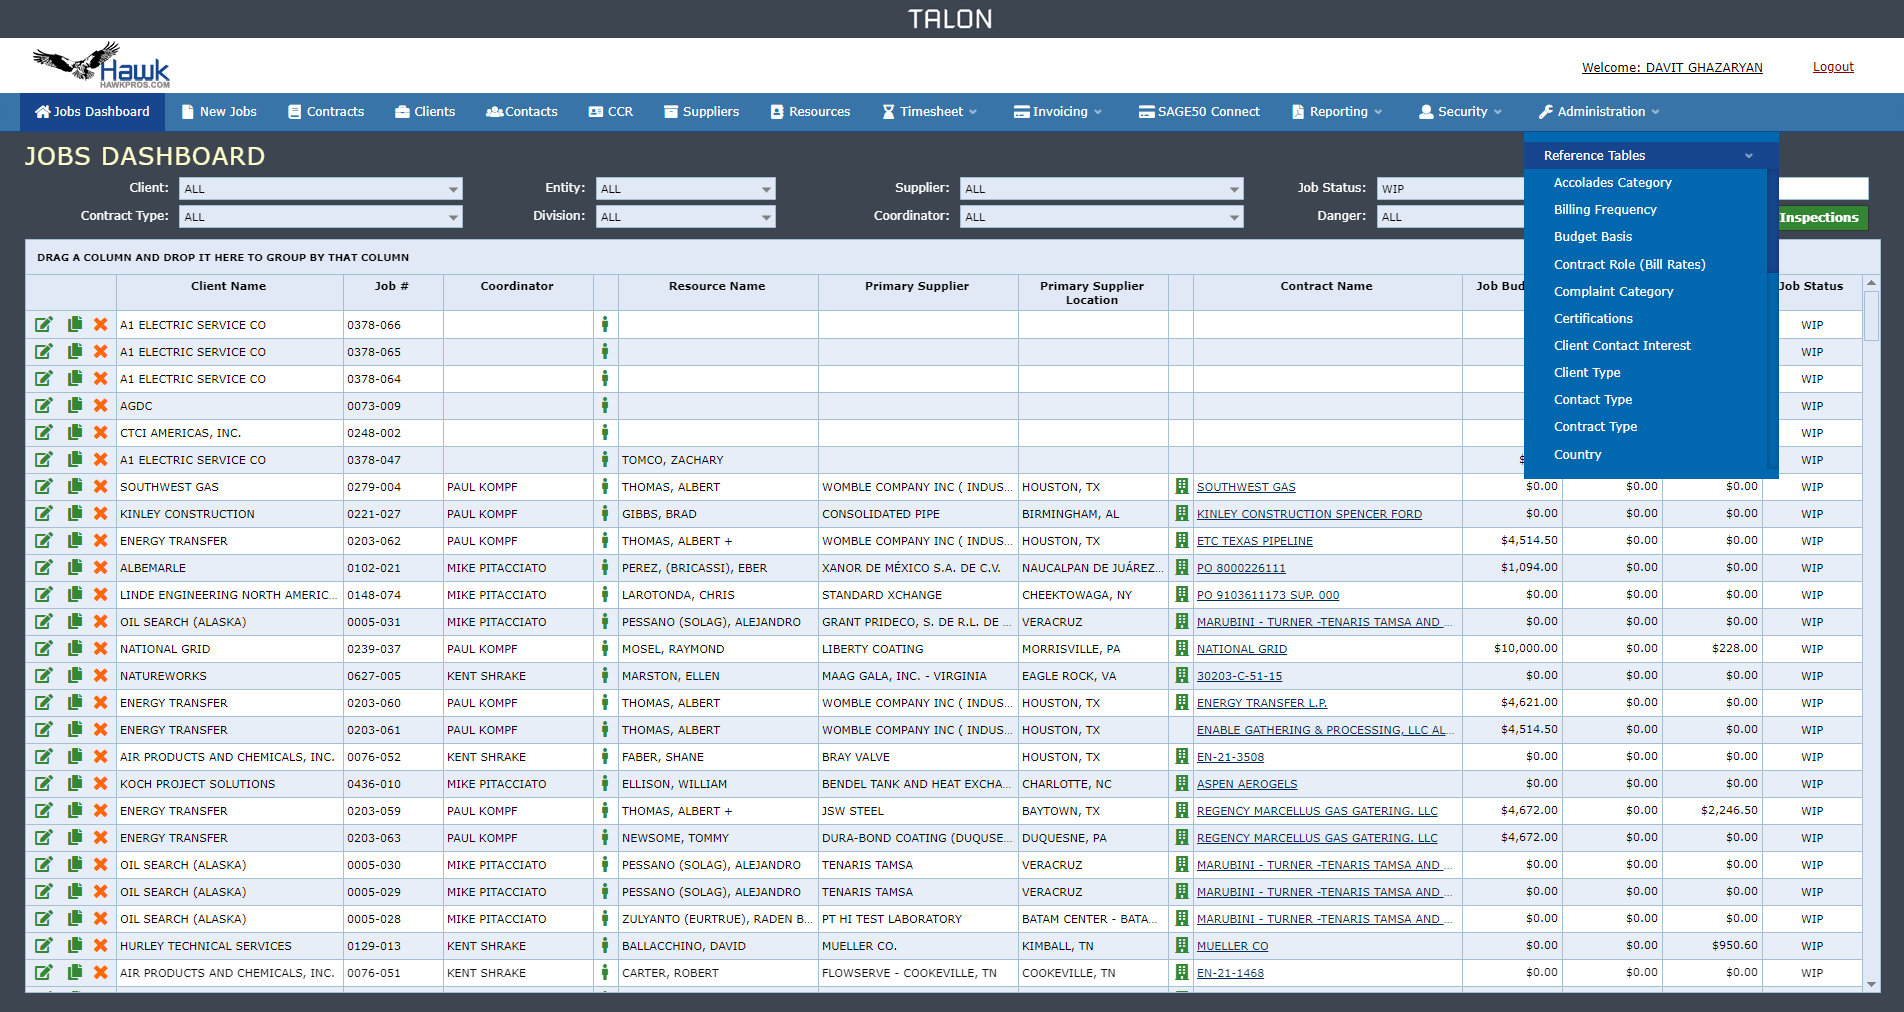 TALON
Hawk
HAWKPROS.COM
Welcome: DAVIT GHAZARYAN
Logout
Jobs Dashboard New Jobs Contracts Clients Contacts CCR Suppliers Resources Timesheet Invoicing SAGE50 Connect Reporting Security Administration
JOBS DASHBOARD
Client: ALL Entity: ALL Supplier: ALL Job Status: WIP
Contract Type: ALL Division: ALL Coordinator: ALL Danger: ALL Inspections
Reference Tables
Accolades Category
Billing Frequency
Budget Basis
Contract Role (Bill Rates)
Complaint Category
Certifications
Client Contact Interest
Client Type
Contact Type
Contract Type
Country
DRAG A COLUMN AND DROP IT HERE TO GROUP BY THAT COLUMN
Client Name Job # Coordinator Resource Name Primary Supplier Primary Supplier Location Contract Name Job Bud Job Status
A1 ELECTRIC SERVICE CO 0378-066 WIP
A1 ELECTRIC SERVICE CO 0378-065 WIP
A1 ELECTRIC SERVICE CO 0378-064 WIP
AGDC 0073-009 WIP
CTCI AMERICAS, INC. 0248-002 WIP
A1 ELECTRIC SERVICE CO 0378-047 TOMCO, ZACHARY $ WIP
SOUTHWEST GAS 0279-004 PAUL KOMPF THOMAS, ALBERT WOMBLE COMPANY INC ( INDUS... HOUSTON, TX SOUTHWEST GAS $0.00 $0.00 $0.00 WIP
KINLEY CONSTRUCTION 0221-027 PAUL KOMPF GIBBS, BRAD CONSOLIDATED PIPE BIRMINGHAM, AL KINLEY CONSTRUCTION SPENCER FORD $0.00 $0.00 $0.00 WIP
ENERGY TRANSFER 0203-062 PAUL KOMPF THOMAS, ALBERT + WOMBLE COMPANY INC ( INDUS... HOUSTON, TX ETC TEXAS PIPELINE $4,514.50 $0.00 $0.00 WIP
ALBEMARLE 0102-021 MIKE PITACCIATO PEREZ, (BRICASSI), EBER XANOR DE MÉXICO S.A. DE C.V. NAUCALPAN DE JUÁREZ... PO 8000226111 $1,094.00 $0.00 $0.00 WIP
LINDE ENGINEERING NORTH AMERIC... 0148-074 MIKE PITACCIATO LAROTONDA, CHRIS STANDARD XCHANGE CHEEKTOWAGA, NY PO 9103611173 SUP. 000 $0.00 $0.00 $0.00 WIP
OIL SEARCH (ALASKA) 0005-031 MIKE PITACCIATO PESSANO (SOLAG), ALEJANDRO GRANT PRIDECO, S. DE R.L. DE ... VERACRUZ MARUBINI - TURNER -TENARIS TAMSA AND ... $0.00 $0.00 $0.00 WIP
NATIONAL GRID 0239-037 PAUL KOMPF MOSEL, RAYMOND LIBERTY COATING MORRISVILLE, PA NATIONAL GRID $10,000.00 $0.00 $228.00 WIP
NATUREWORKS 0627-005 KENT SHRAKE MARSTON, ELLEN MAAG GALA, INC. - VIRGINIA EAGLE ROCK, VA 30203-C-51-15 $0.00 $0.00 $0.00 WIP
ENERGY TRANSFER 0203-060 PAUL KOMPF THOMAS, ALBERT WOMBLE COMPANY INC ( INDUS... HOUSTON, TX ENERGY TRANSFER L.P. $4,621.00 $0.00 $0.00 WIP
ENERGY TRANSFER 0203-061 PAUL KOMPF THOMAS, ALBERT WOMBLE COMPANY INC ( INDUS... HOUSTON, TX ENABLE GATHERING & PROCESSING, LLC AL... $4,514.50 $0.00 $0.00 WIP
AIR PRODUCTS AND CHEMICALS, INC. 0076-052 KENT SHRAKE FABER, SHANE BRAY VALVE HOUSTON, TX EN-21-3508 $0.00 $0.00 $0.00 WIP
KOCH PROJECT SOLUTIONS 0436-010 MIKE PITACCIATO ELLISON, WILLIAM BENDEL TANK AND HEAT EXCHA... CHARLOTTE, NC ASPEN AEROGELS $0.00 $0.00 $0.00 WIP
ENERGY TRANSFER 0203-059 PAUL KOMPF THOMAS, ALBERT + JSW STEEL BAYTOWN, TX REGENCY MARCELLUS GAS GATERING. LLC $4,672.00 $0.00 $2,246.50 WIP
ENERGY TRANSFER 0203-063 PAUL KOMPF NEWSOME, TOMMY DURA-BOND COATING (DUQUSE... DUQUESNE, PA REGENCY MARCELLUS GAS GATERING. LLC $4,672.00 $0.00 $0.00 WIP
OIL SEARCH (ALASKA) 0005-030 MIKE PITACCIATO PESSANO (SOLAG), ALEJANDRO TENARIS TAMSA VERACRUZ MARUBINI - TURNER -TENARIS TAMSA AND ... $0.00 $0.00 $0.00 WIP
OIL SEARCH (ALASKA) 0005-029 MIKE PITACCIATO PESSANO (SOLAG), ALEJANDRO TENARIS TAMSA VERACRUZ MARUBINI - TURNER -TENARIS TAMSA AND ... $0.00 $0.00 $0.00 WIP
OIL SEARCH (ALASKA) 0005-028 MIKE PITACCIATO ZULYANTO (EURTRUE), RADEN B... PT HI TEST LABORATORY BATAM CENTER - BATA... MARUBINI - TURNER -TENARIS TAMSA AND ... $0.00 $0.00 $0.00 WIP
HURLEY TECHNICAL SERVICES 0129-013 KENT SHRAKE BALLACCHINO, DAVID MUELLER CO. KIMBALL, TN MUELLER CO $0.00 $0.00 $950.60 WIP
AIR PRODUCTS AND CHEMICALS, INC. 0076-051 KENT SHRAKE CARTER, ROBERT FLOWSERVE - COOKEVILLE, TN COOKEVILLE, TN EN-21-1468 $0.00 $0.00 $0.00 WIP